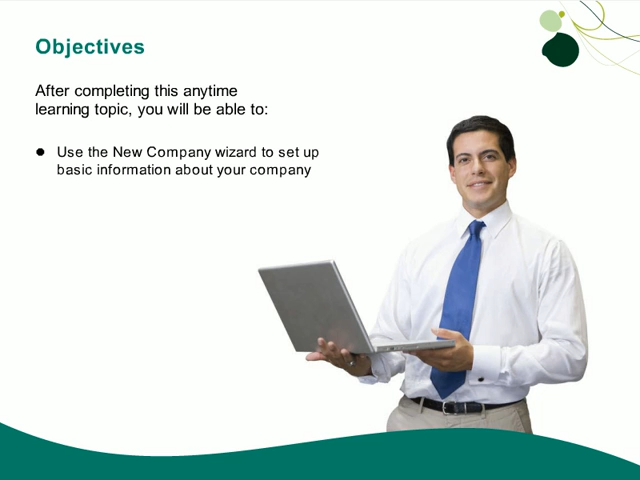 Objectives
After completing this anytime
learning topic, you will be able to:
● Use the New Company wizard to set up
basic information about your company